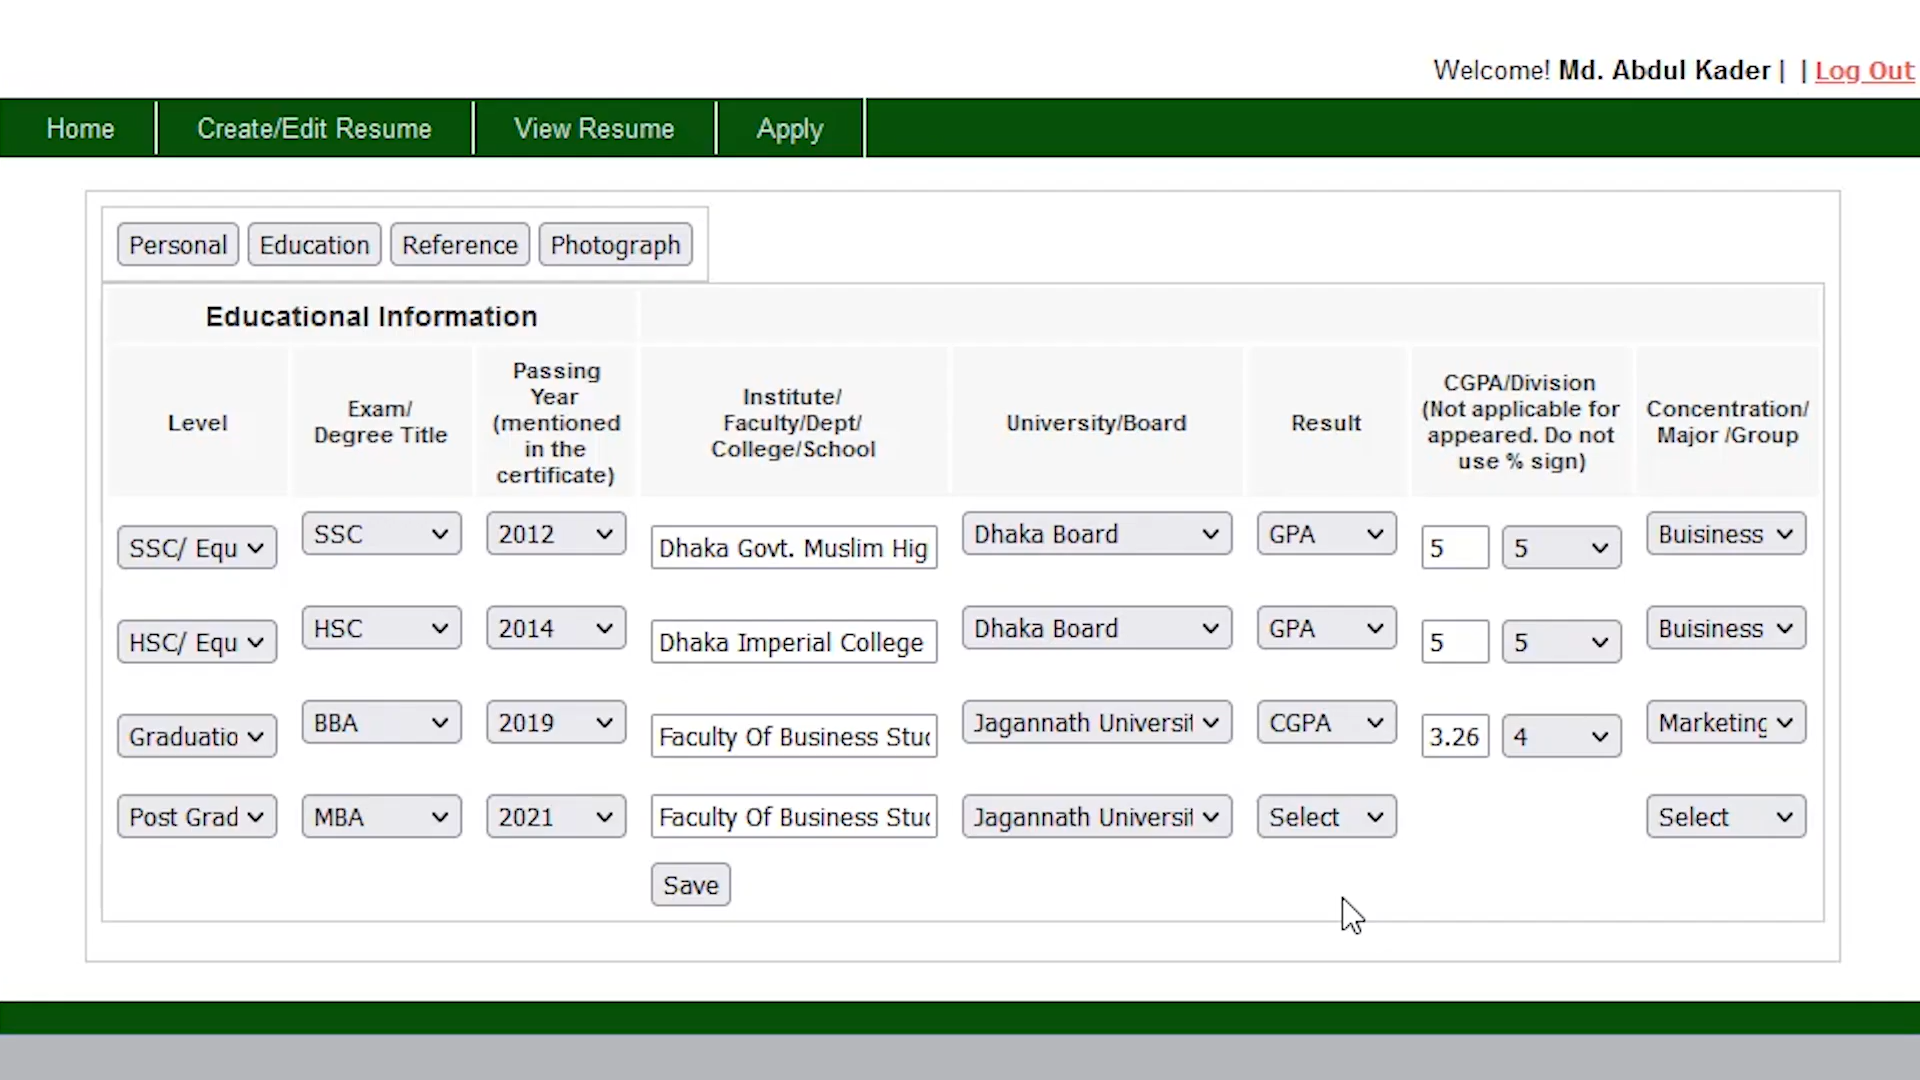 Welcome! Md. Abdul Kader | | Log Out
Home Create/Edit Resume View Resume Apply
Personal Education Reference Photograph
Educational Information
Level
Exam/
Degree Title
Passing
Year
(mentioned
in the
certificate)
Institute/
Faculty/Dept/
College/School
University/Board
Result
CGPA/Division
(Not applicable for
appeared. Do not
use % sign)
Concentration/
Major /Group
SSC/ Equ SSC 2012 Dhaka Govt. Muslim Hig Dhaka Board GPA 5 5 Buisiness
HSC/ Equ HSC 2014 Dhaka Imperial College Dhaka Board GPA 5 5 Buisiness
Graduatio BBA 2019 Faculty Of Business Stud Jagannath Universit CGPA 3.26 4 Marketing
Post Grad MBA 2021 Faculty Of Business Stud Jagannath Universit Select Select
Save